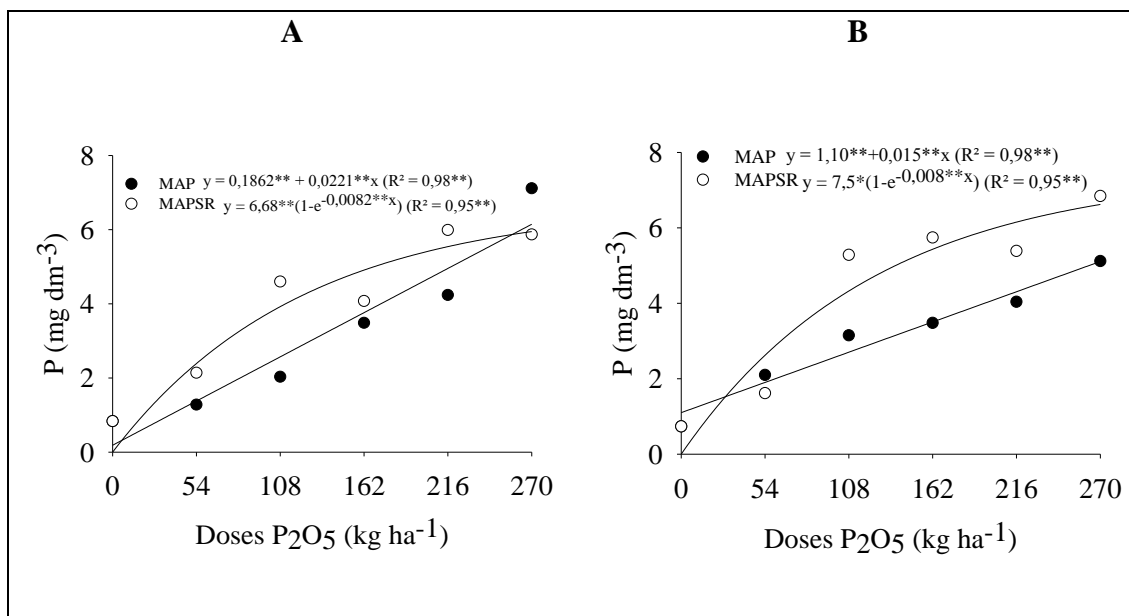 A
8
MAP y = 0,1862** + 0,0221**x (R² = 0,98**)
MAPSR y = 6,68**(1-e-0,0082**x) (R² = 0,95**)
6
4
2
0
P (mg dm-3)
0 54 108 162 216 270
Doses P2O5 (kg ha-1)
B
8
MAP y = 1,10**+0,015**x (R² = 0,98**)
MAPSR y = 7,5*(1-e-0,008**x) (R² = 0,95**)
6
4
2
0
P (mg dm-3)
0 54 108 162 216 270
Doses P2O5 (kg ha-1)